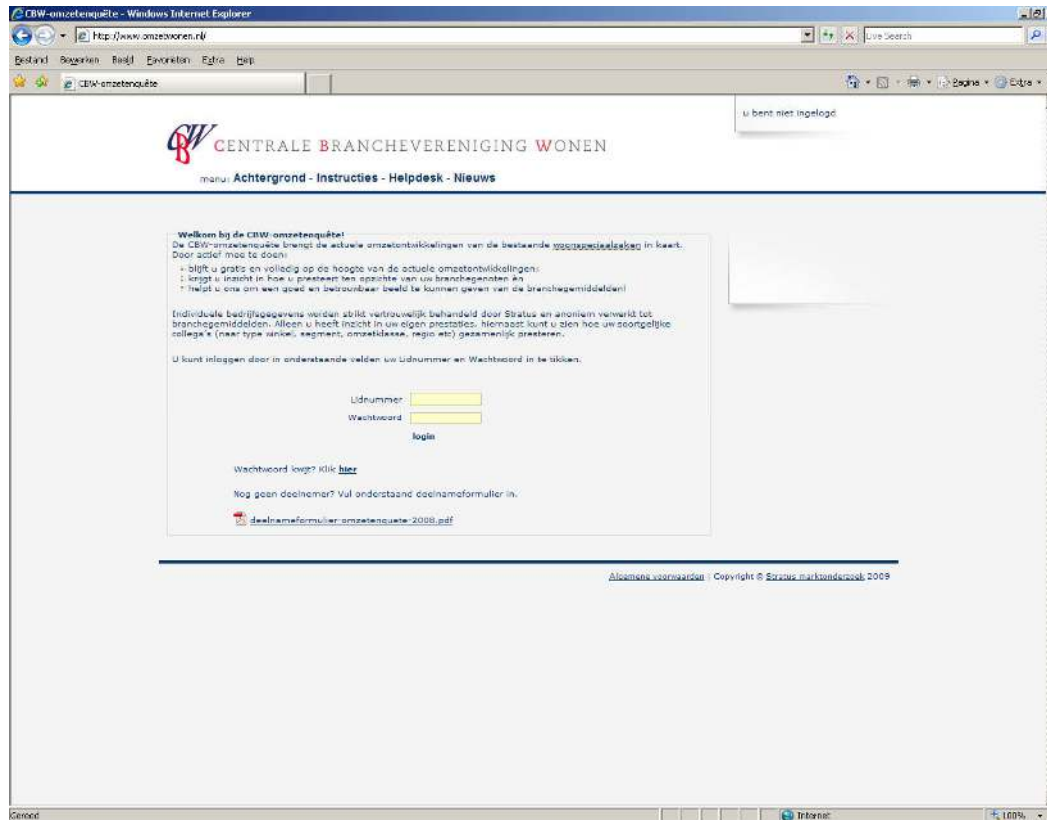 CBW-omzetenquête - Windows Internet Explorer
http://www.omzetwonen.nl/
Live Search
Bestand Bewerken Beeld Favorieten Extra Help
CBW-omzetenquête
Pagina Extra
u bent niet ingelogd
CBW CENTRALE BRANCHEVERENIGING WONEN
menu: Achtergrond - Instructies - Helpdesk - Nieuws
Welkom bij de CBW-omzetenquête!
De CBW-omzetenquête brengt de actuele omzetontwikkelingen van de bestaande woonspeciaalzaken in kaart.
Door actief mee te doen:
blijft u gratis en volledig op de hoogte van de actuele omzetontwikkelingen;
krijgt u inzicht in hoe u presteert ten opzichte van uw branchegenoten èn
helpt u ons om een goed en betrouwbaar beeld te kunnen geven van de branchegemiddelden!
Individuele bedrijfsgegevens worden strikt vertrouwelijk behandeld door Stratus en anoniem verwerkt tot
branchegemiddelden. Alleen u heeft inzicht in uw eigen prestaties, hiernaast kunt u zien hoe uw soortgelijke
collega's (naar type winkel, segment, omzetklasse, regio etc) gezamenlijk presteren.
U kunt inloggen door in onderstaande velden uw Lidnummer en Wachtwoord in te tikken.
Lidnummer
Wachtwoord
login
Wachtwoord kwijt? Klik hier
Nog geen deelnemer? Vul onderstaand deelnameformulier in.
deelnameformulier-omzetenquete-2008.pdf
Algemene voorwaarden | Copyright © Stratus marktonderzoek 2009
Gereed
Internet
100%